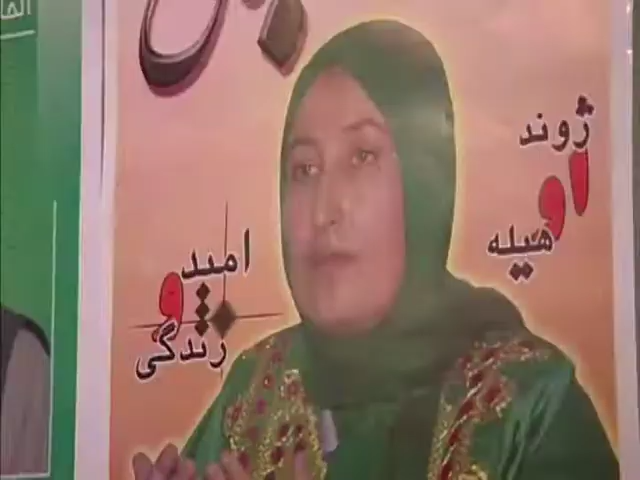 ژوند
او
هیله
امید
و
زندگی